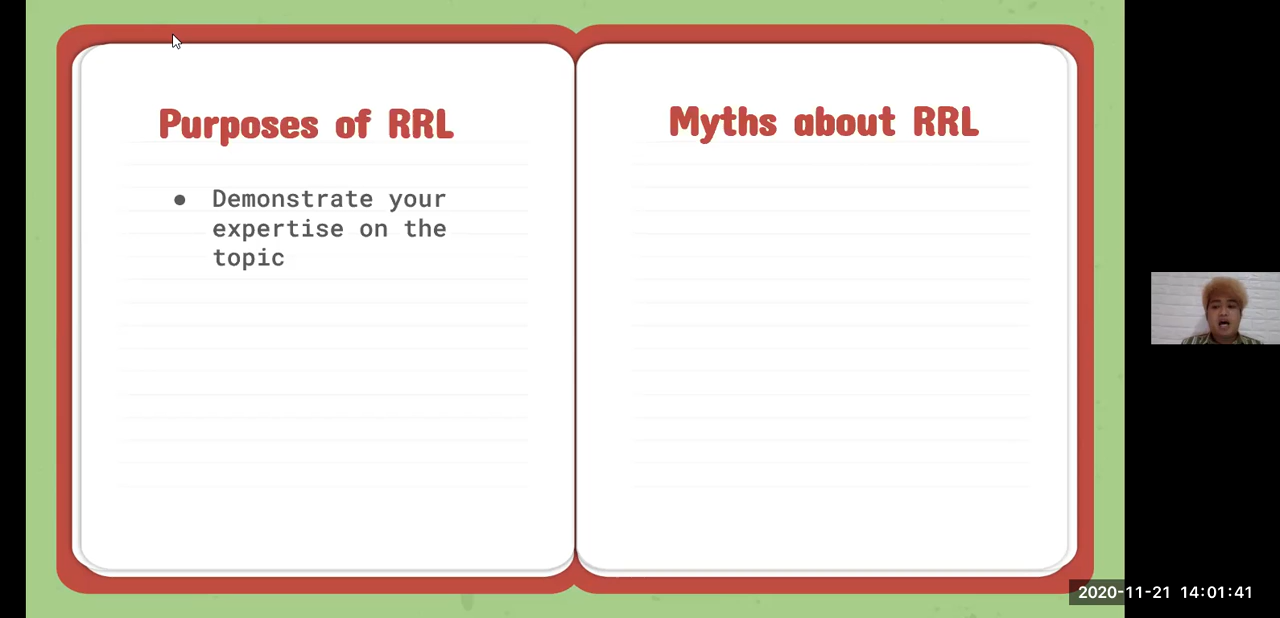 Purposes of RRL
● Demonstrate your
expertise on the
topic
Myths about RRL
2020-11-21 14:01:41